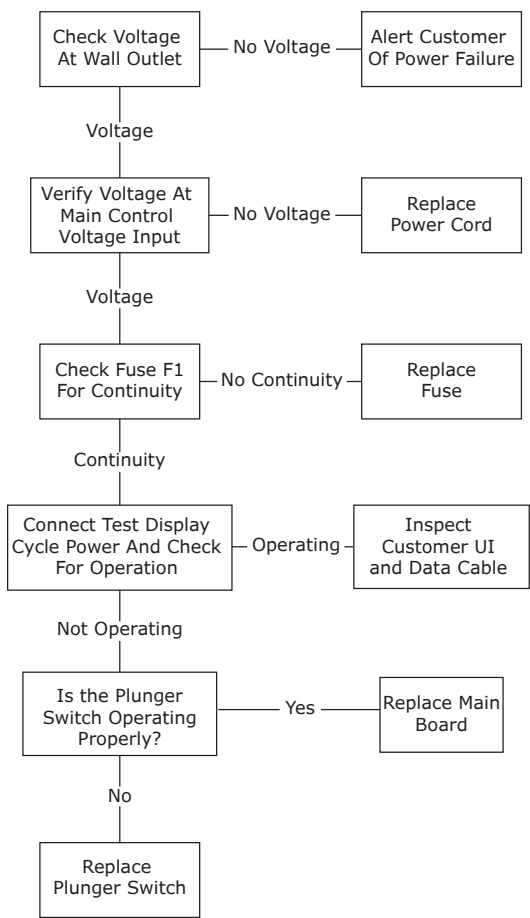 Check Voltage
At Wall Outlet
No Voltage
Alert Customer
Of Power Failure
Voltage
Verify Voltage At
Main Control
Voltage Input
No Voltage
Replace
Power Cord
Voltage
Check Fuse F1
For Continuity
No Continuity
Replace
Fuse
Continuity
Connect Test Display
Cycle Power And Check
For Operation
Operating
Inspect
Customer UI
and Data Cable
Not Operating
Is the Plunger
Switch Operating
Properly?
Yes
Replace Main
Board
No
Replace
Plunger Switch